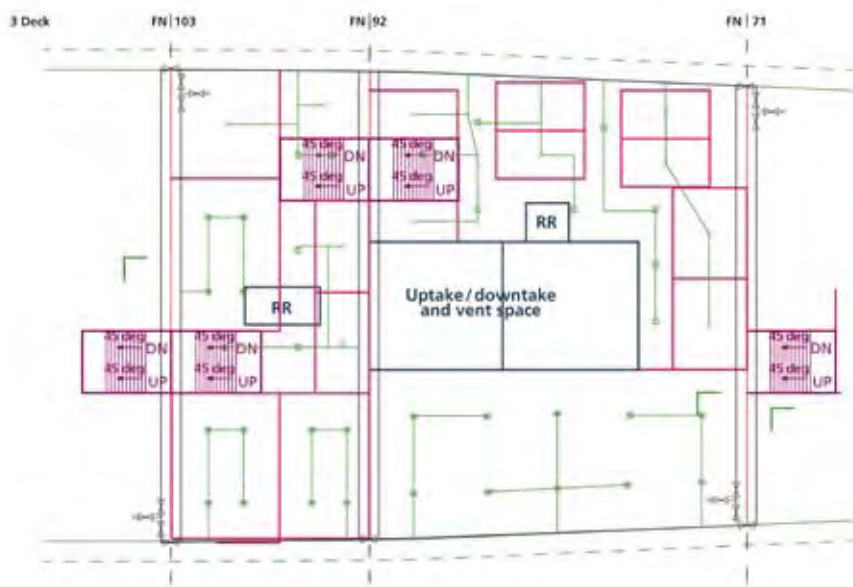 3 Deck FN 103 FN 92 FN 71
45 deg DN 45 deg DN
45 deg UP 45 deg UP
RR
Uptake / downtake
and vent space
RR
45 deg DN 45 deg DN 45 deg DN
45 deg UP 45 deg UP 45 deg UP